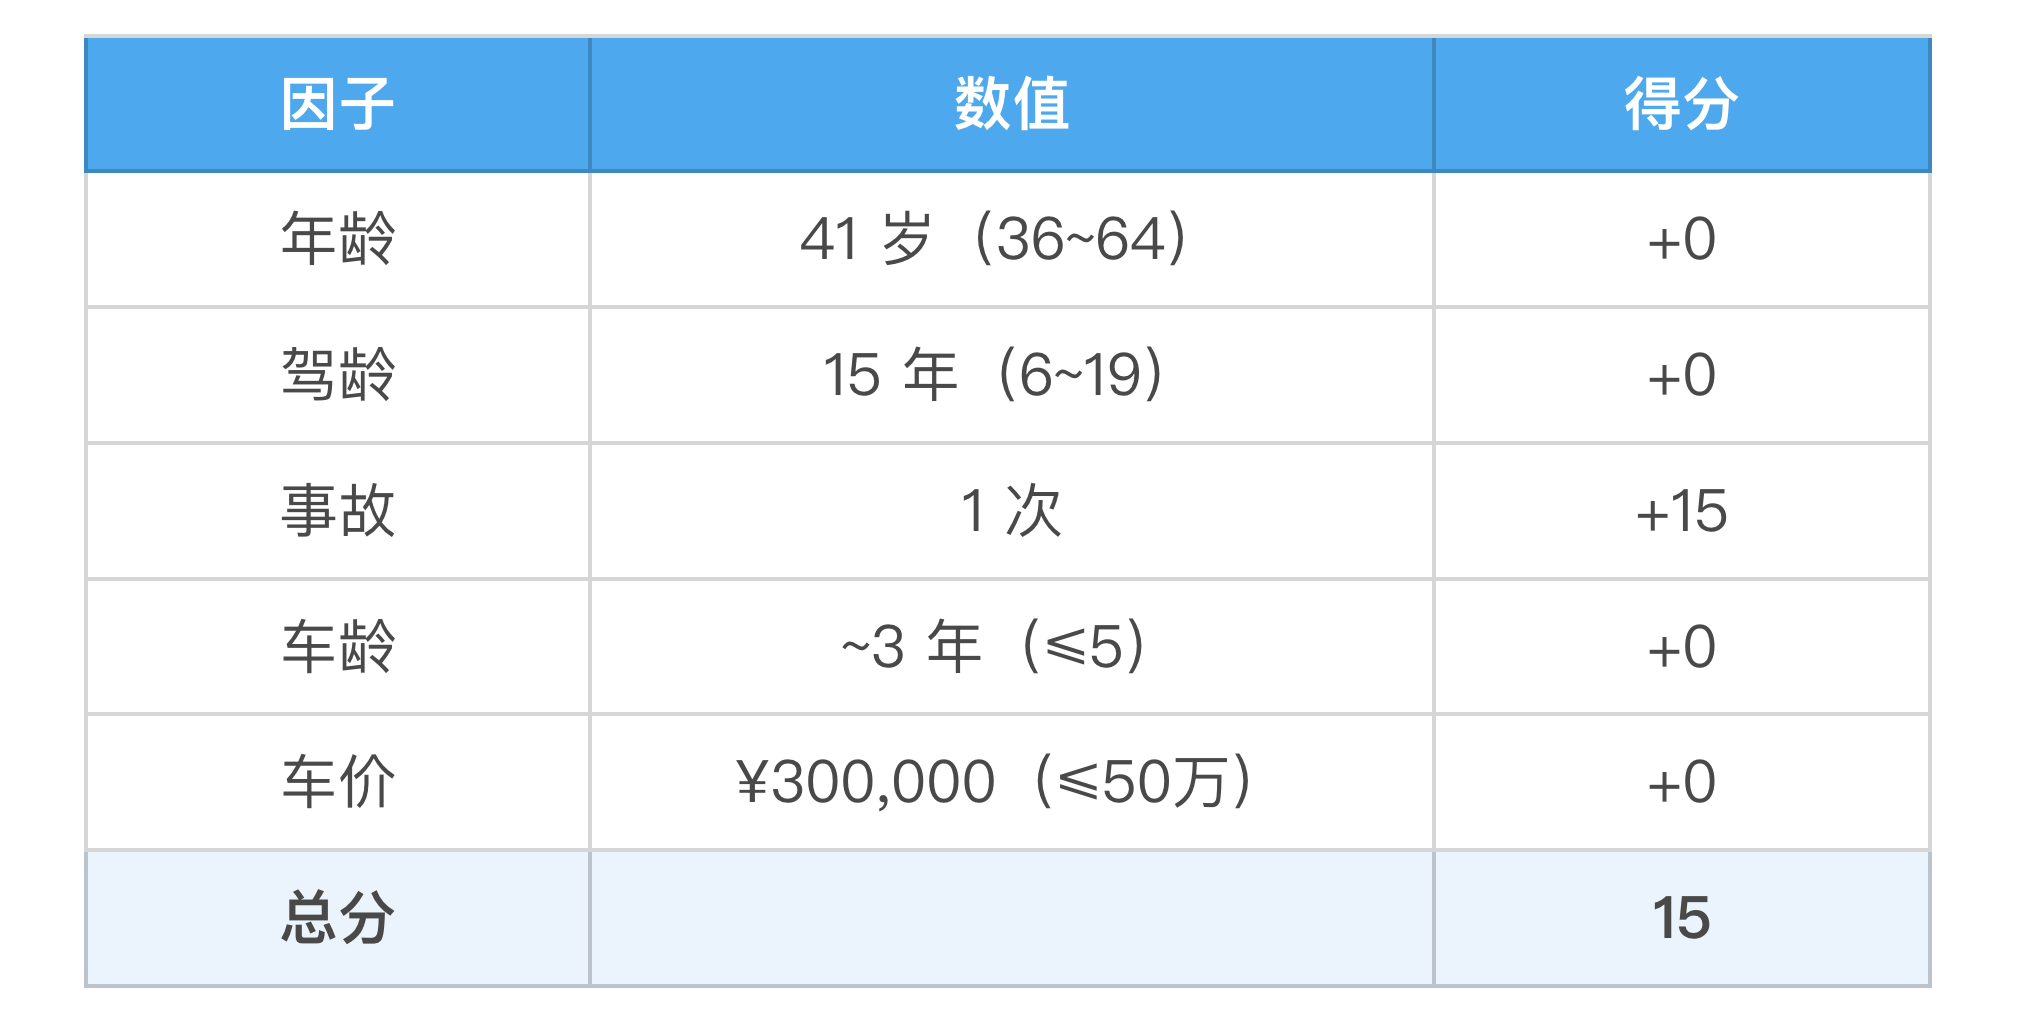 因子 数值 得分
年龄 41 岁（36~64） +0
驾龄 15 年（6~19） +0
事故 1 次 +15
车龄 ~3 年（≤5） +0
车价 ¥300,000（≤50万） +0
总分 15